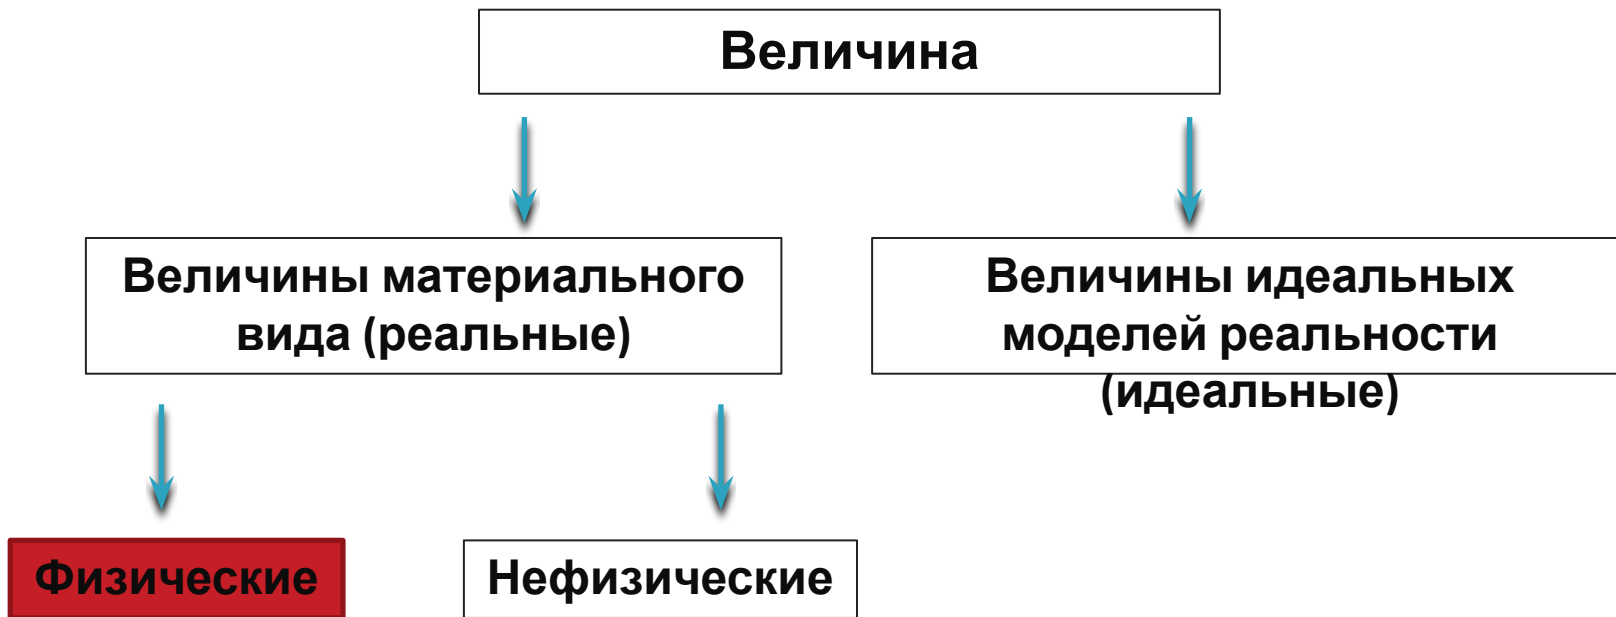 Величина
Величины материального
вида (реальные)
Величины идеальных
моделей реальности
(идеальные)
Физические
Нефизические